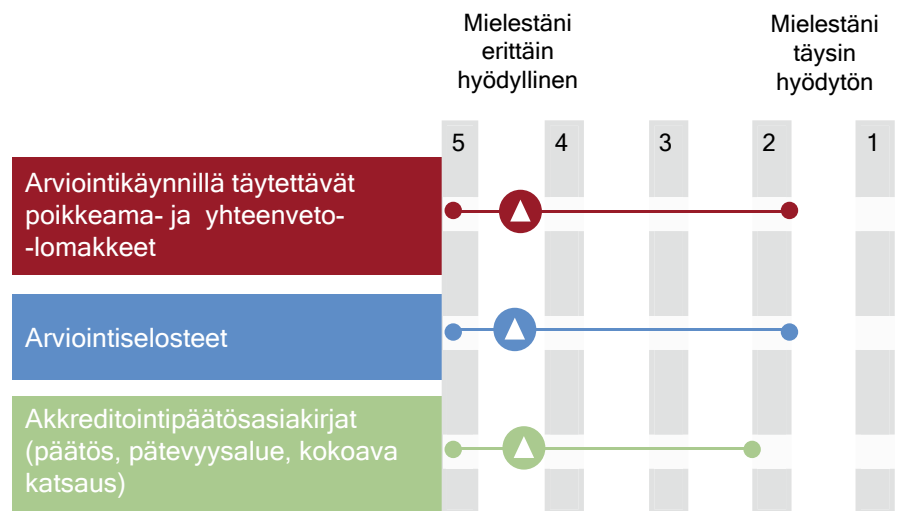 Mielestäni
erittäin
hyödyllinen
Mielestäni
täysin
hyödytön
5 4 3 2 1
Arviointikäynnillä täytettävät
poikkeama- ja yhteenveto-
-lomakkeet
Arviointiselosteet
Akkreditointipäätösasiakirjat
(päätös, pätevyysalue, kokoava
katsaus)